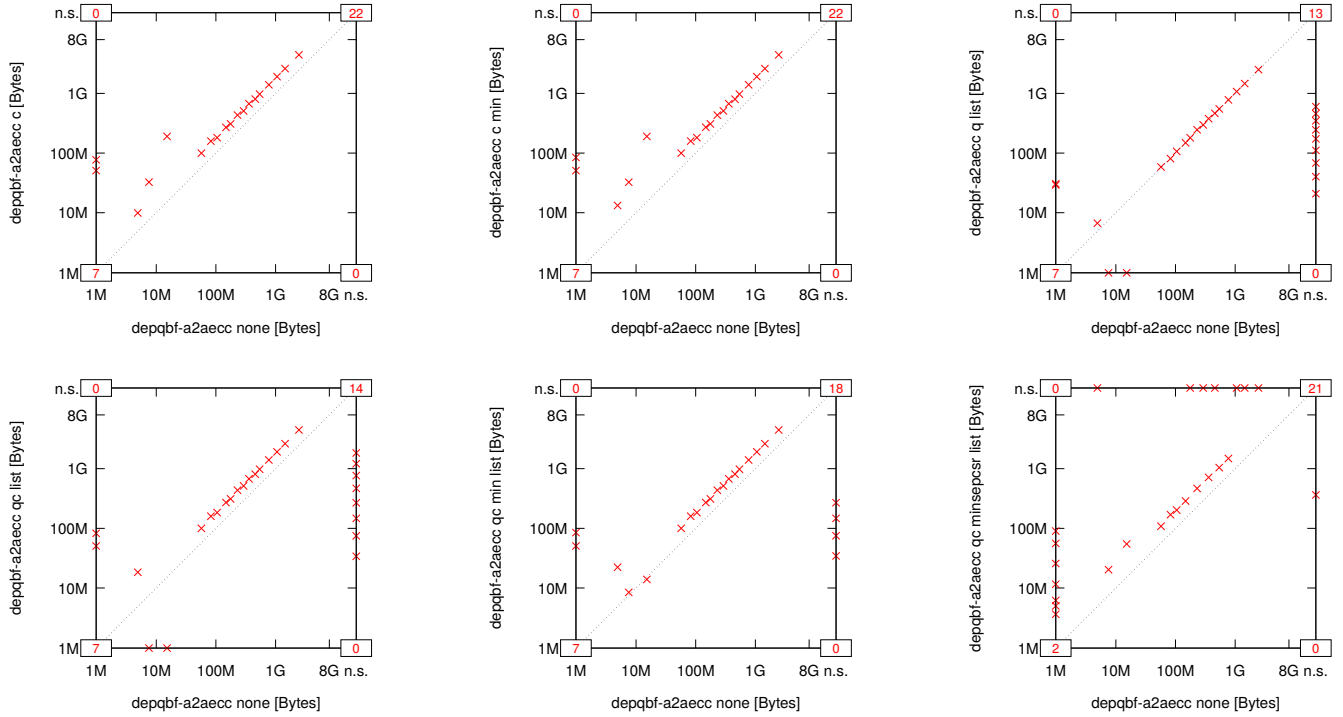 n.s. 0 22
8G
1G
100M
10M
1M 7 0
1M 10M 100M 1G 8G n.s.
depqbf-a2aecc c [Bytes]
depqbf-a2aecc none [Bytes]
n.s. 0 22
8G
1G
100M
10M
1M 7 0
1M 10M 100M 1G 8G n.s.
depqbf-a2aecc c min [Bytes]
depqbf-a2aecc none [Bytes]
n.s. 0 13
8G
1G
100M
10M
1M 7 0
1M 10M 100M 1G 8G n.s.
depqbf-a2aecc q list [Bytes]
depqbf-a2aecc none [Bytes]
n.s. 0 14
8G
1G
100M
10M
1M 7 0
1M 10M 100M 1G 8G n.s.
depqbf-a2aecc qc list [Bytes]
depqbf-a2aecc none [Bytes]
n.s. 0 18
8G
1G
100M
10M
1M 7 0
1M 10M 100M 1G 8G n.s.
depqbf-a2aecc qc min list [Bytes]
depqbf-a2aecc none [Bytes]
n.s. 0 21
8G
1G
100M
10M
1M 2 0
1M 10M 100M 1G 8G n.s.
depqbf-a2aecc qc minsepcsr list [Bytes]
depqbf-a2aecc none [Bytes]